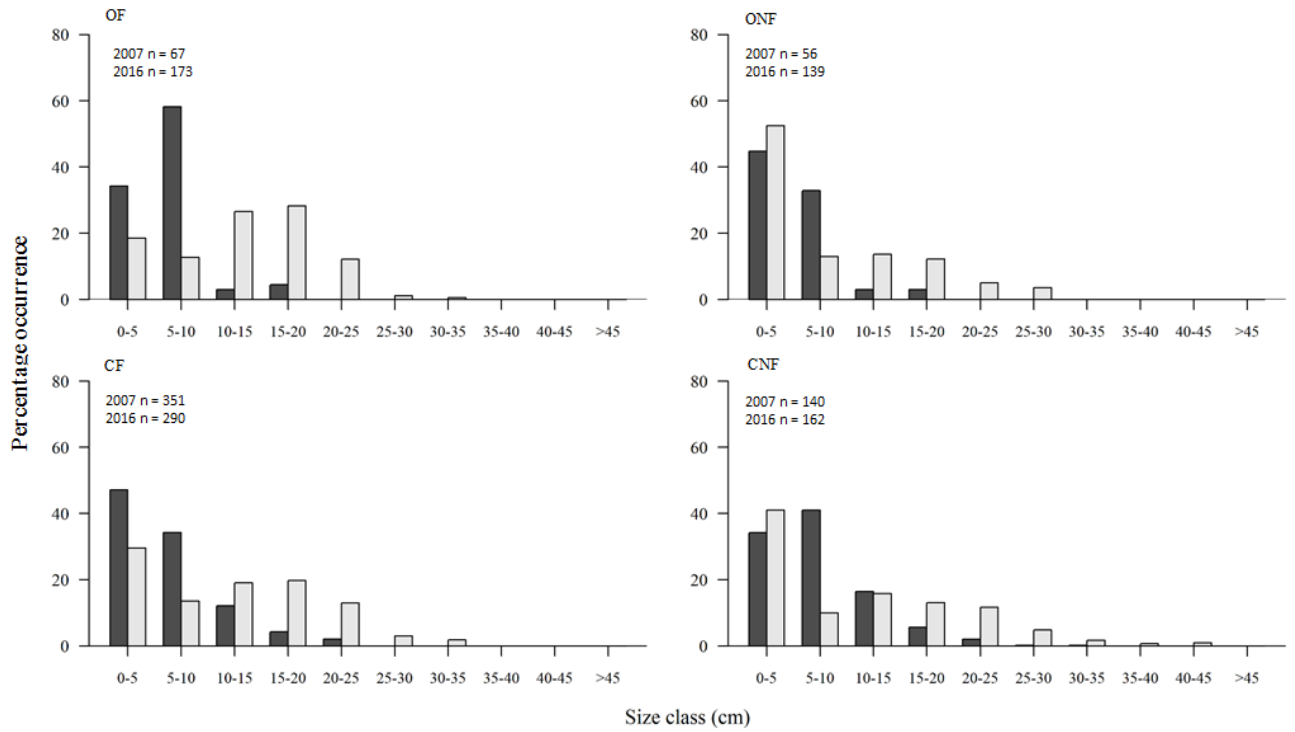 OF
2007 n = 67
2016 n = 173
80
60
40
20
0
0-5 5-10 10-15 15-20 20-25 25-30 30-35 35-40 40-45 >45
ONF
2007 n = 56
2016 n = 139
80
60
40
20
0
0-5 5-10 10-15 15-20 20-25 25-30 30-35 35-40 40-45 >45
Percentage occurrence
CF
2007 n = 351
2016 n = 290
80
60
40
20
0
0-5 5-10 10-15 15-20 20-25 25-30 30-35 35-40 40-45 >45
CNF
2007 n = 140
2016 n = 162
80
60
40
20
0
0-5 5-10 10-15 15-20 20-25 25-30 30-35 35-40 40-45 >45
Size class (cm)